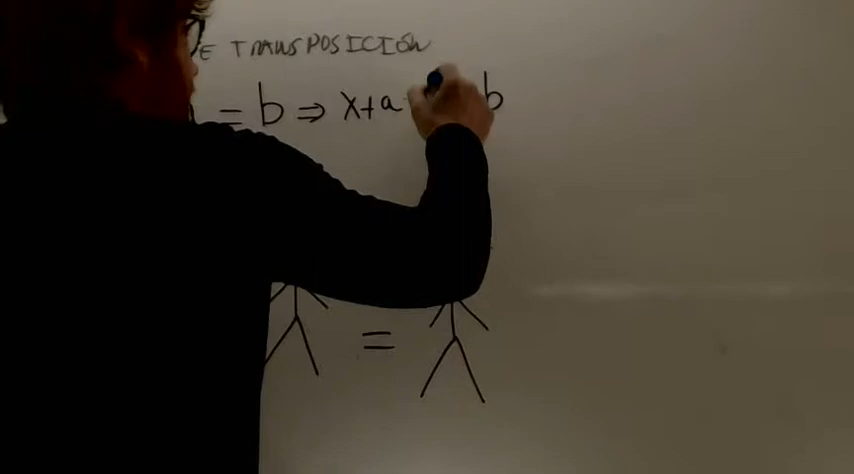 E TRANSPOSICIÓN
= b ⇒ x+a b
=